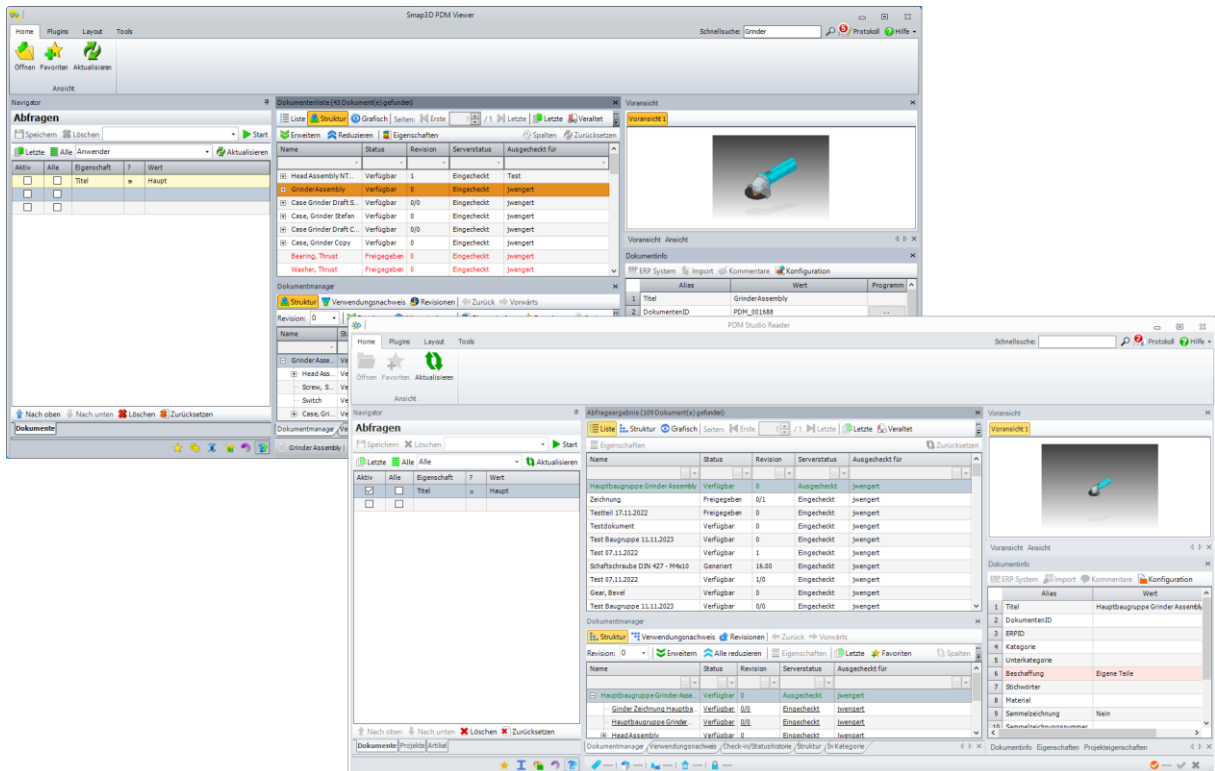 Smap3D PDM Viewer
Home Plugins Layout Tools
Schnellsuche: Grinder 5 Protokoll Hilfe
Öffnen Favoriten Aktualisieren
Ansicht
Navigator
Abfragen
Speichern Löschen Start
Letzte Alle Anwender Aktualisieren
Aktiv Alle Eigenschaft ? Wert
Titel = Haupt
Nach oben Nach unten Löschen Zurücksetzen
Dokumente
Dokumentenliste (43 Dokument(e) gefunden)
Liste Struktur Grafisch Seiten: Erste 1 / 1 Letzte Letzte Veraltet
Erweitern Reduzieren Eigenschaften Spalten Zurücksetzen
Name Status Revision Serverstatus Ausgecheckt für
Head Assembly NT... Verfügbar 1 Eingecheckt Test
GrinderAssembly Verfügbar 0 Eingecheckt jwengert
Case Grinder Draft S... Verfügbar 0/0 Eingecheckt jwengert
Case, Grinder Stefan Verfügbar 0 Eingecheckt jwengert
Case Grinder Draft C... Verfügbar 0/0 Eingecheckt jwengert
Case, Grinder Copy Verfügbar 0 Eingecheckt jwengert
Bearing, Thrust Freigegeben 0 Eingecheckt jwengert
Washer, Thrust Freigegeben 0 Eingecheckt jwengert
Dokumentmanager
Struktur Verwendungsnachweis Revisionen Zurück Vorwärts
Revision: 0
Name
Grinder Asse... Ve
Head Ass... Ve
Screw, S... Ve
Switch Ve
Case, Gri... Ve
Dokumentmanager Ve
Grinder Assembly
Voransicht
Voransicht 1
Voransicht Ansicht
Dokumentinfo
ERP System Import Kommentare Konfiguration
Alias Wert Programm
1 Titel GrinderAssembly
2 DokumentenID PDM_001688 ...
PDM Studio Reader
Home Plugins Layout Tools
Schnellsuche: 2 Protokoll Hilfe
Öffnen Favoriten Aktualisieren
Ansicht
Navigator
Abfragen
Speichern Löschen Start
Letzte Alle Alle Aktualisieren
Aktiv Alle Eigenschaft ? Wert
Titel = Haupt
Nach oben Nach unten Löschen Zurücksetzen
Dokumente Projekte Artikel
Abfrageergebnis (109 Dokument(e) gefunden)
Liste Struktur Grafisch Seiten: Erste 1 / 1 Letzte Letzte Veraltet
Eigenschaften Zurücksetzen
Name Status Revision Serverstatus Ausgecheckt für
Hauptbaugruppe Grinder Assembly Verfügbar 0 Ausgecheckt jwengert
Zeichnung Freigegeben 0/1 Eingecheckt jwengert
Testteil 17.11.2022 Freigegeben 0 Eingecheckt jwengert
Testdokument Verfügbar 0 Eingecheckt jwengert
Test Baugruppe 11.11.2023 Verfügbar 0 Eingecheckt jwengert
Test 07.11.2022 Verfügbar 1 Eingecheckt jwengert
Schaftschraube DIN 427 - M4x10 Generiert 16.00 Eingecheckt jwengert
Test 07.11.2022 Verfügbar 1/0 Eingecheckt jwengert
Gear, Bevel Verfügbar 0 Eingecheckt jwengert
Test Baugruppe 11.11.2023 Verfügbar 0/0 Eingecheckt jwengert
Dokumentmanager
Struktur Verwendungsnachweis Revisionen Zurück Vorwärts
Revision: 0 Erweitern Alle reduzieren Eigenschaften Letzte Favoriten Spalten
Name Status Revision Serverstatus Ausgecheckt für
Hauptbaugruppe Grinder Asse... Verfügbar 0 Ausgecheckt jwengert
Ginder Zeichnung Hauptba... Verfügbar 0/0 Eingecheckt jwengert
Hauptbaugruppe Grinder... Verfügbar 0/0 Eingecheckt jwengert
HeadAssembly Verfügbar 0 Eingecheckt jwengert
Dokumentmanager Verwendungsnachweis Check-in/Statushistorie Struktur In Kategorie
Voransicht
Voransicht 1
Voransicht Ansicht
Dokumentinfo
ERP System Import Kommentare Konfiguration
Alias Wert
1 Titel Hauptbaugruppe Grinder Assembly
2 DokumentenID
3 ERPID
4 Kategorie
5 Unterkategorie
6 Beschaffung Eigene Teile
7 Stichwörter
8 Material
9 Sammelzeichnung Nein
10 Sammelzeichnungsnummer
Dokumentinfo Eigenschaften Projekteigenschaften